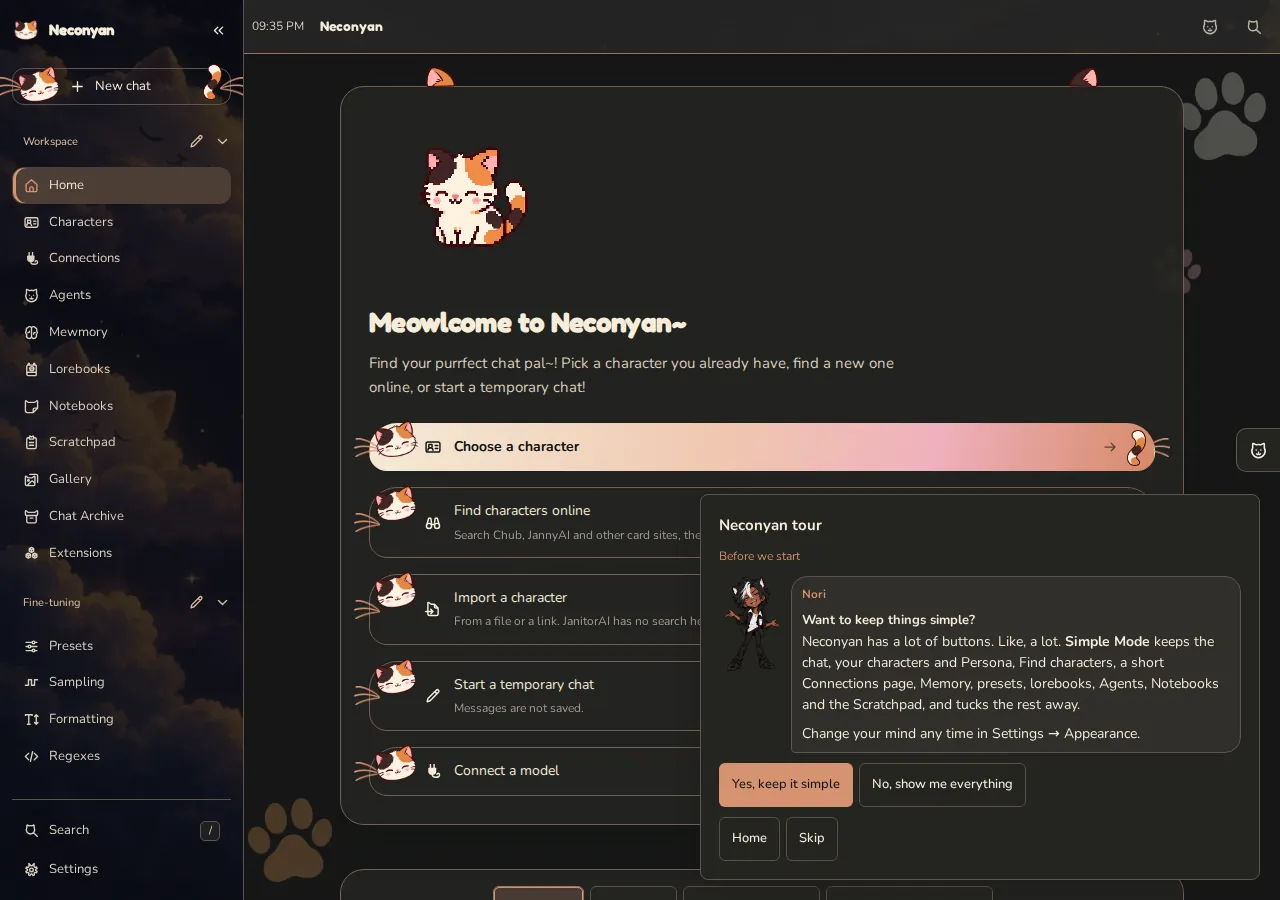 Neconyan
New chat
Workspace
Home
Characters
Connections
Agents
Mewmory
Lorebooks
Notebooks
Scratchpad
Gallery
Chat Archive
Extensions
Fine-tuning
Presets
Sampling
Formatting
Regexes
Search
/
Settings
09:35 PM
Neconyan
Meowlcome to Neconyan~
Find your purrfect chat pal~! Pick a character you already have, find a new one
online, or start a temporary chat!
Choose a character
Find characters online
Search Chub, JannyAI and other card sites,
Import a character
From a file or a link. JanitorAI has no search
Start a temporary chat
Messages are not saved.
Connect a model
Neconyan tour
Before we start
Nori
Want to keep things simple?
Neconyan has a lot of buttons. Like, a lot. Simple Mode keeps the
chat, your characters and Persona, Find characters, a short
Connections page, Memory, presets, lorebooks, Agents, Notebooks
and the Scratchpad, and tucks the rest away.
Change your mind any time in Settings → Appearance.
Yes, keep it simple
No, show me everything
Home
Skip